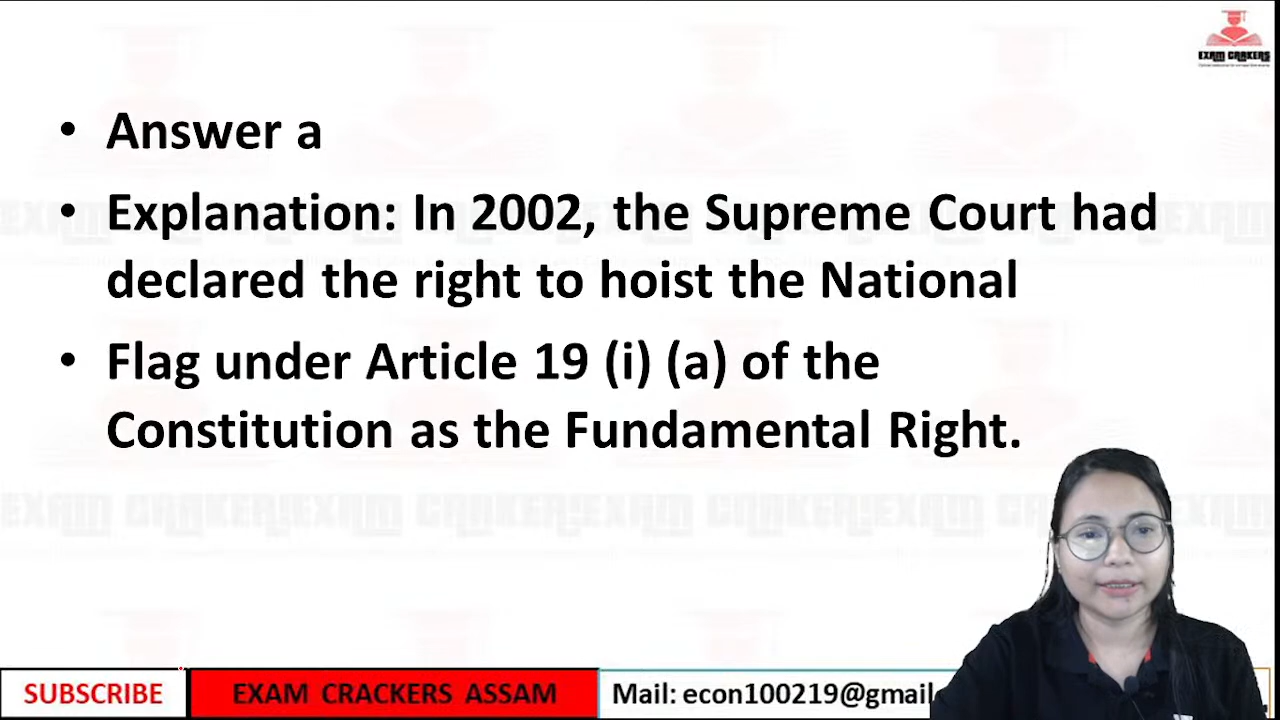 EXAM CRAKERS
• Answer a
• Explanation: In 2002, the Supreme Court had
declared the right to hoist the National
• Flag under Article 19 (i) (a) of the
Constitution as the Fundamental Right.
SUBSCRIBE EXAM CRACKERS ASSAM Mail: econ100219@gmail